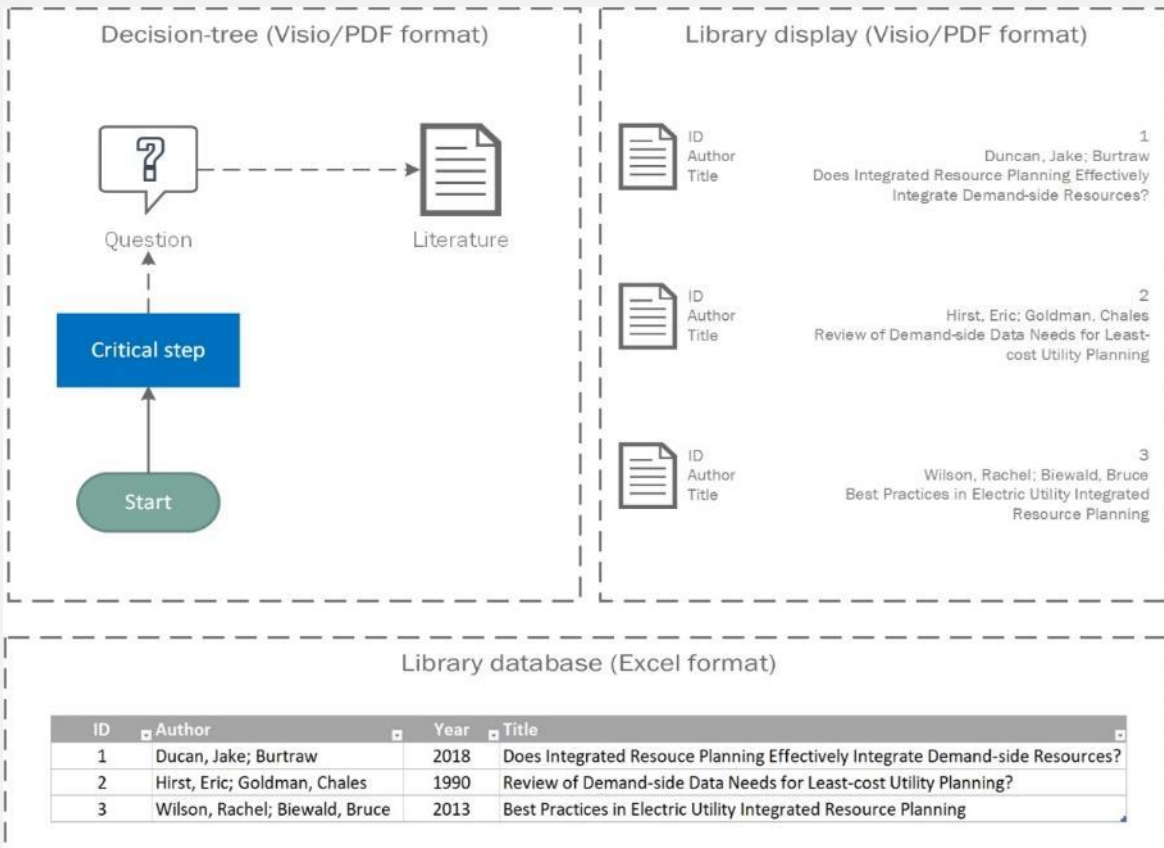 Decision-tree (Visio/PDF format)
?
Question
Literature
Critical step
Start
Library display (Visio/PDF format)
ID 1
Author Duncan, Jake; Burtraw
Title Does Integrated Resource Planning Effectively
Integrate Demand-side Resources?
ID 2
Author Hirst, Eric; Goldman, Chales
Title Review of Demand-side Data Needs for Least-
cost Utility Planning
ID 3
Author Wilson, Rachel; Biewald, Bruce
Title Best Practices in Electric Utility Integrated
Resource Planning
Library database (Excel format)
ID Author Year Title
1 Ducan, Jake; Burtraw 2018 Does Integrated Resouce Planning Effectively Integrate Demand-side Resources?
2 Hirst, Eric; Goldman, Chales 1990 Review of Demand-side Data Needs for Least-cost Utility Planning?
3 Wilson, Rachel; Biewald, Bruce 2013 Best Practices in Electric Utility Integrated Resource Planning